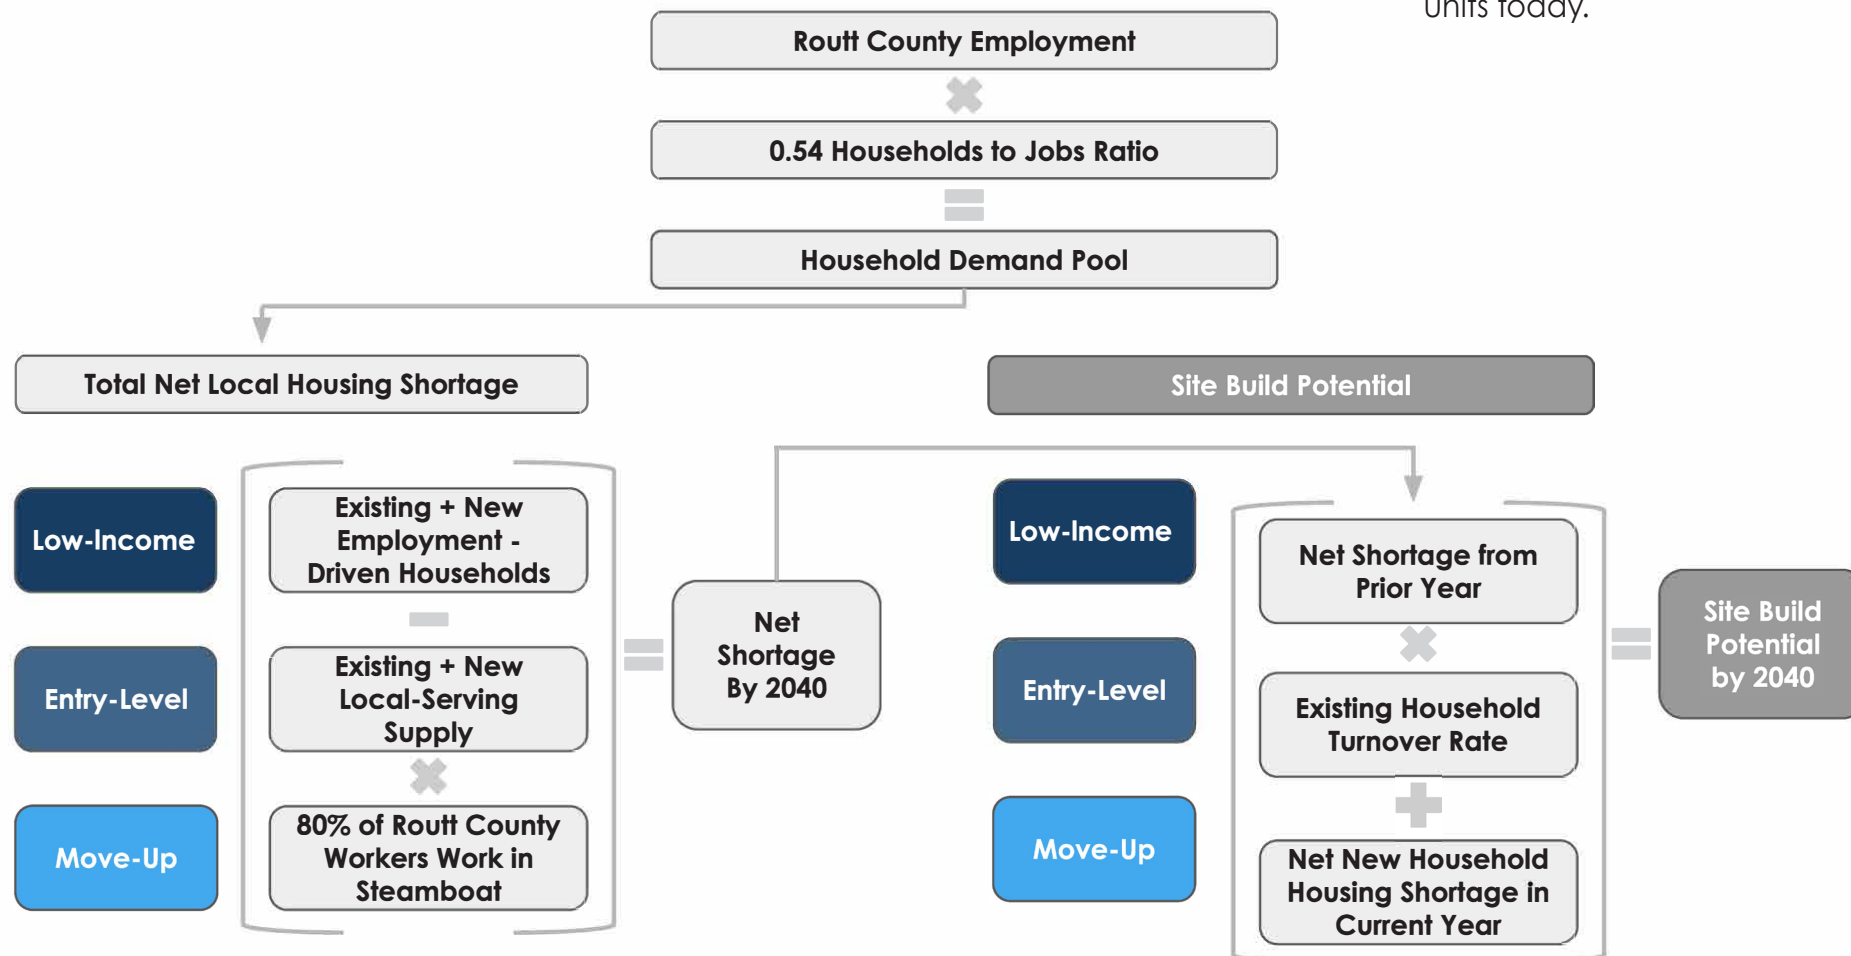 units today.
Routt County Employment
0.54 Households to Jobs Ratio
Household Demand Pool
Total Net Local Housing Shortage
Low-Income
Entry-Level
Move-Up
Existing + New
Employment -
Driven Households
Existing + New
Local-Serving
Supply
80% of Routt County
Workers Work in
Steamboat
Net
Shortage
By 2040
Site Build Potential
Low-Income
Entry-Level
Move-Up
Net Shortage from
Prior Year
Existing Household
Turnover Rate
Net New Household
Housing Shortage in
Current Year
Site Build
Potential
by 2040